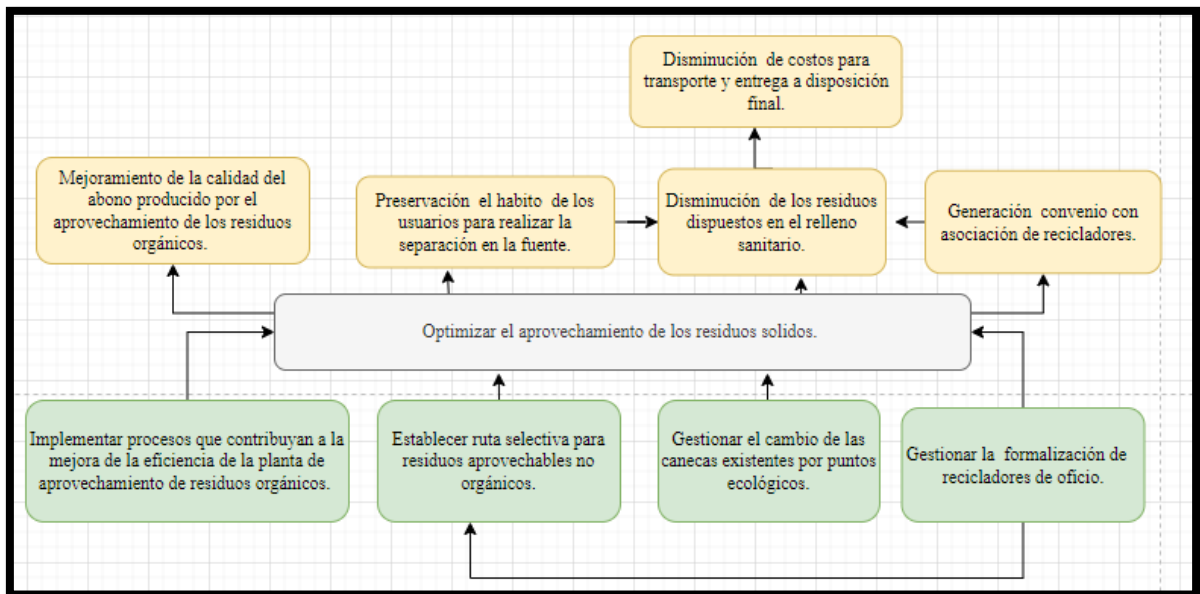 Disminución de costos para
transporte y entrega a disposición
final.
Mejoramiento de la calidad del
abono producido por el
aprovechamiento de los residuos
orgánicos.
Preservación el habito de los
usuarios para realizar la
separación en la fuente.
Disminución de los residuos
dispuestos en el relleno
sanitario.
Generación convenio con
asociación de recicladores.
Optimizar el aprovechamiento de los residuos solidos.
Implementar procesos que contribuyan a la
mejora de la eficiencia de la planta de
aprovechamiento de residuos orgánicos.
Establecer ruta selectiva para
residuos aprovechables no
orgánicos.
Gestionar el cambio de las
canecas existentes por puntos
ecológicos.
Gestionar la formalización de
recicladores de oficio.